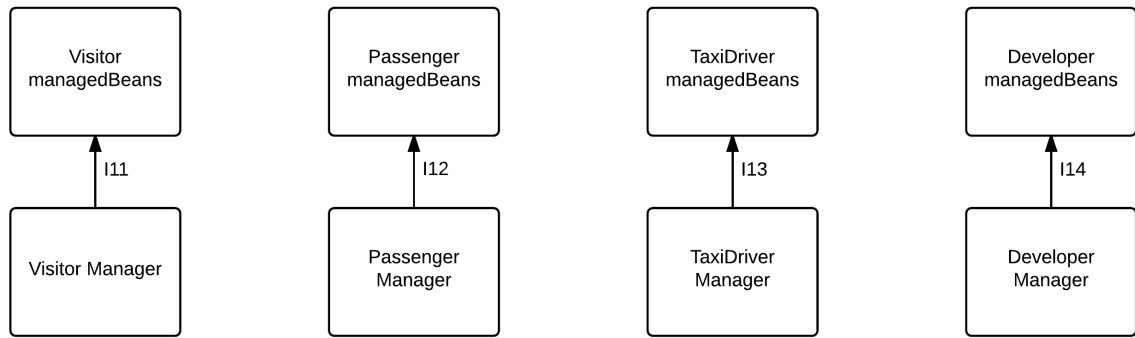 Visitor
managedBeans
Passenger
managedBeans
TaxiDriver
managedBeans
Developer
managedBeans
I11
I12
I13
I14
Visitor Manager
Passenger
Manager
TaxiDriver
Manager
Developer
Manager